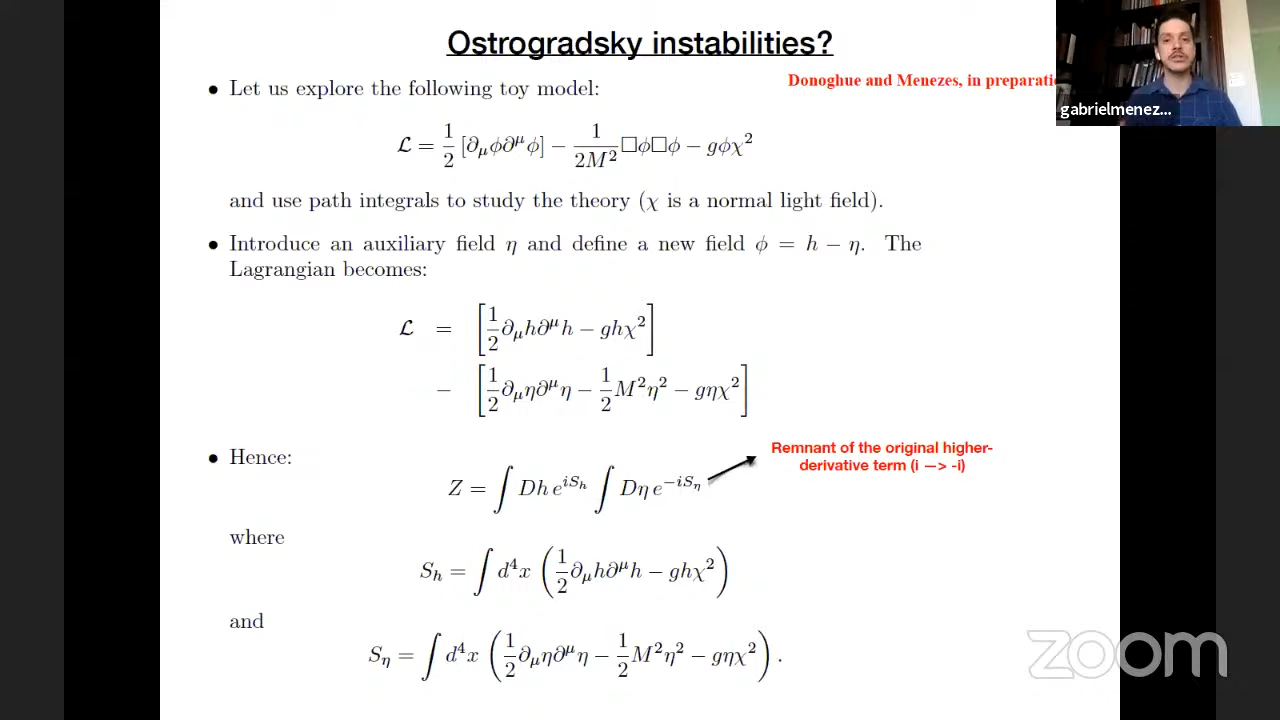 Ostrogradsky instabilities?
Donoghue and Menezes, in preparati
gabrielmenez...
• Let us explore the following toy model:
ℒ = 1/2 [∂_μϕ∂^μϕ] − 1/(2M²) □ϕ□ϕ − gϕχ²
and use path integrals to study the theory (χ is a normal light field).
• Introduce an auxiliary field η and define a new field ϕ = h − η. The
Lagrangian becomes:
ℒ = [1/2 ∂_μh∂^μh − ghχ²]
− [1/2 ∂_μη∂^μη − 1/2 M²η² − gηχ²]
• Hence:
Remnant of the original higher-
derivative term (i —> -i)
Z = ∫ Dh e^{iS_h} ∫ Dη e^{−iS_η}
where
S_h = ∫ d⁴x (1/2 ∂_μh∂^μh − ghχ²)
and
S_η = ∫ d⁴x (1/2 ∂_μη∂^μη − 1/2 M²η² − gηχ²).
zoom